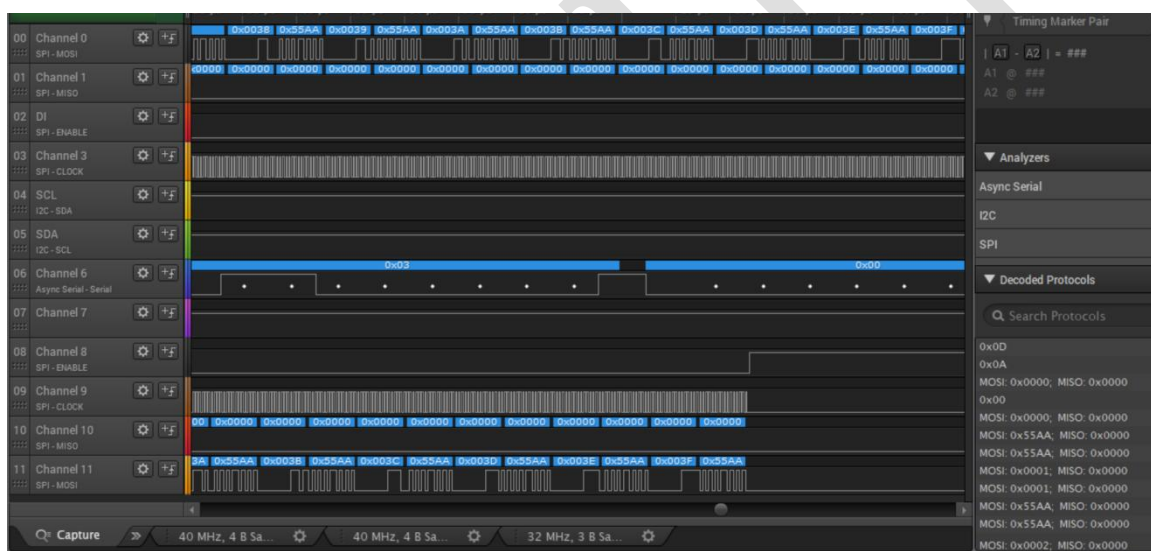 00 Channel 0
SPI - MOSI
0x0038 0x55AA 0x0039 0x55AA 0x003A 0x55AA 0x003B 0x55AA 0x003C 0x55AA 0x003D 0x55AA 0x003E 0x55AA 0x003F
01 Channel 1
SPI - MISO
0000 0x0000 0x0000 0x0000 0x0000 0x0000 0x0000 0x0000 0x0000 0x0000 0x0000 0x0000 0x0000 0x0000 0x0000 0x0000
02 DI
SPI - ENABLE
03 Channel 3
SPI - CLOCK
04 SCL
I2C - SDA
05 SDA
I2C - SCL
06 Channel 6
Async Serial - Serial
0x03 0x00
07 Channel 7
08 Channel 8
SPI - ENABLE
09 Channel 9
SPI - CLOCK
10 Channel 10
SPI - MISO
00 0x0000 0x0000 0x0000 0x0000 0x0000 0x0000 0x0000 0x0000 0x0000 0x0000 0x0000
11 Channel 11
SPI - MOSI
3A 0x55AA 0x003B 0x55AA 0x003C 0x55AA 0x003D 0x55AA 0x003E 0x55AA 0x003F 0x55AA
Capture
40 MHz, 4 B Sa...
40 MHz, 4 B Sa...
32 MHz, 3 B Sa...
Timing Marker Pair
| A1 - A2 | = ###
A1 @ ###
A2 @ ###
Analyzers
Async Serial
I2C
SPI
Decoded Protocols
Search Protocols
0x0D
0x0A
MOSI: 0x0000; MISO: 0x0000
0x00
MOSI: 0x0000; MISO: 0x0000
MOSI: 0x55AA; MISO: 0x0000
MOSI: 0x55AA; MISO: 0x0000
MOSI: 0x0001; MISO: 0x0000
MOSI: 0x0001; MISO: 0x0000
MOSI: 0x55AA; MISO: 0x0000
MOSI: 0x55AA; MISO: 0x0000
MOSI: 0x0002; MISO: 0x0000